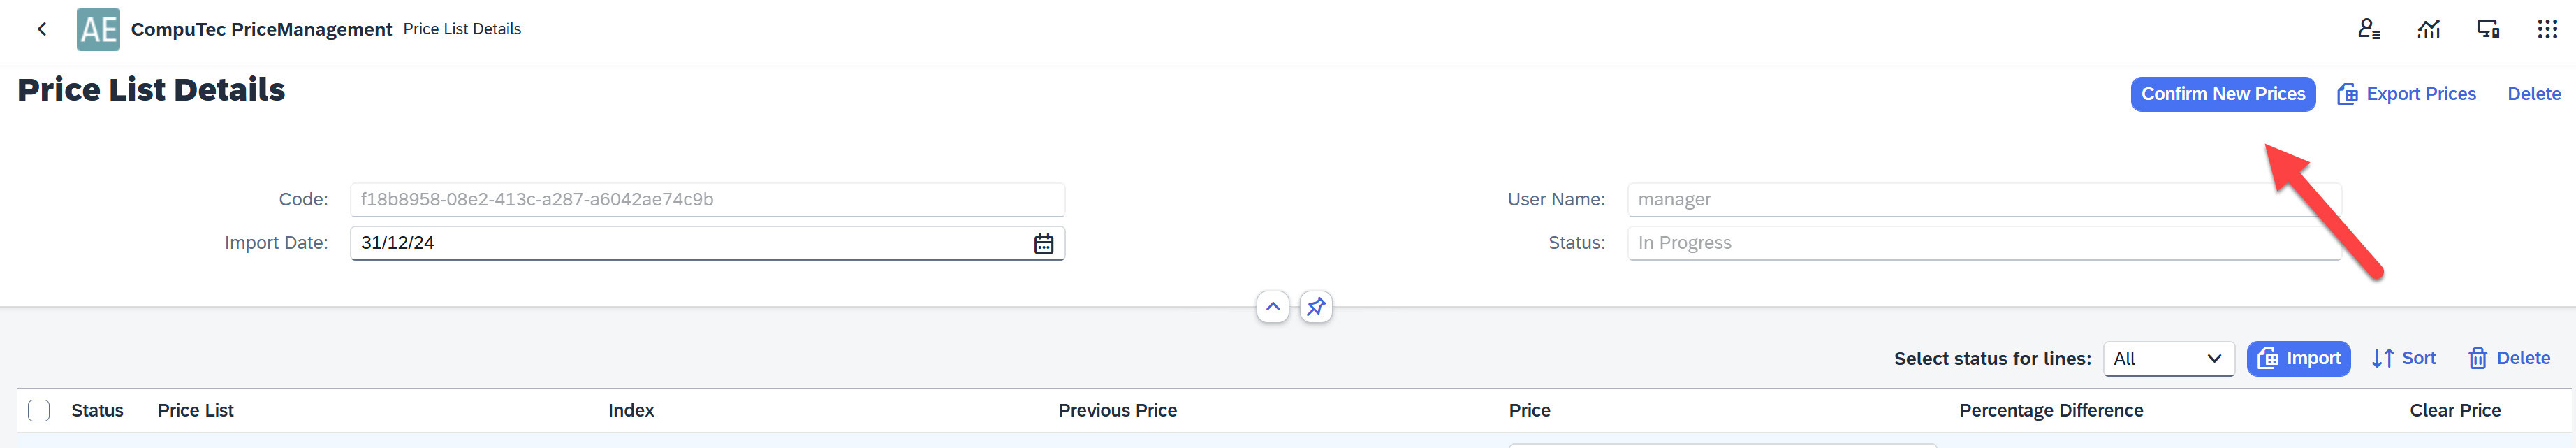 AE CompuTec PriceManagement Price List Details
Price List Details
Confirm New Prices Export Prices Delete
Code: f18b8958-08e2-413c-a287-a6042ae74c9b User Name: manager
Import Date: 31/12/24 Status: In Progress
Select status for lines: All Import Sort Delete
Status Price List Index Previous Price Price Percentage Difference Clear Price